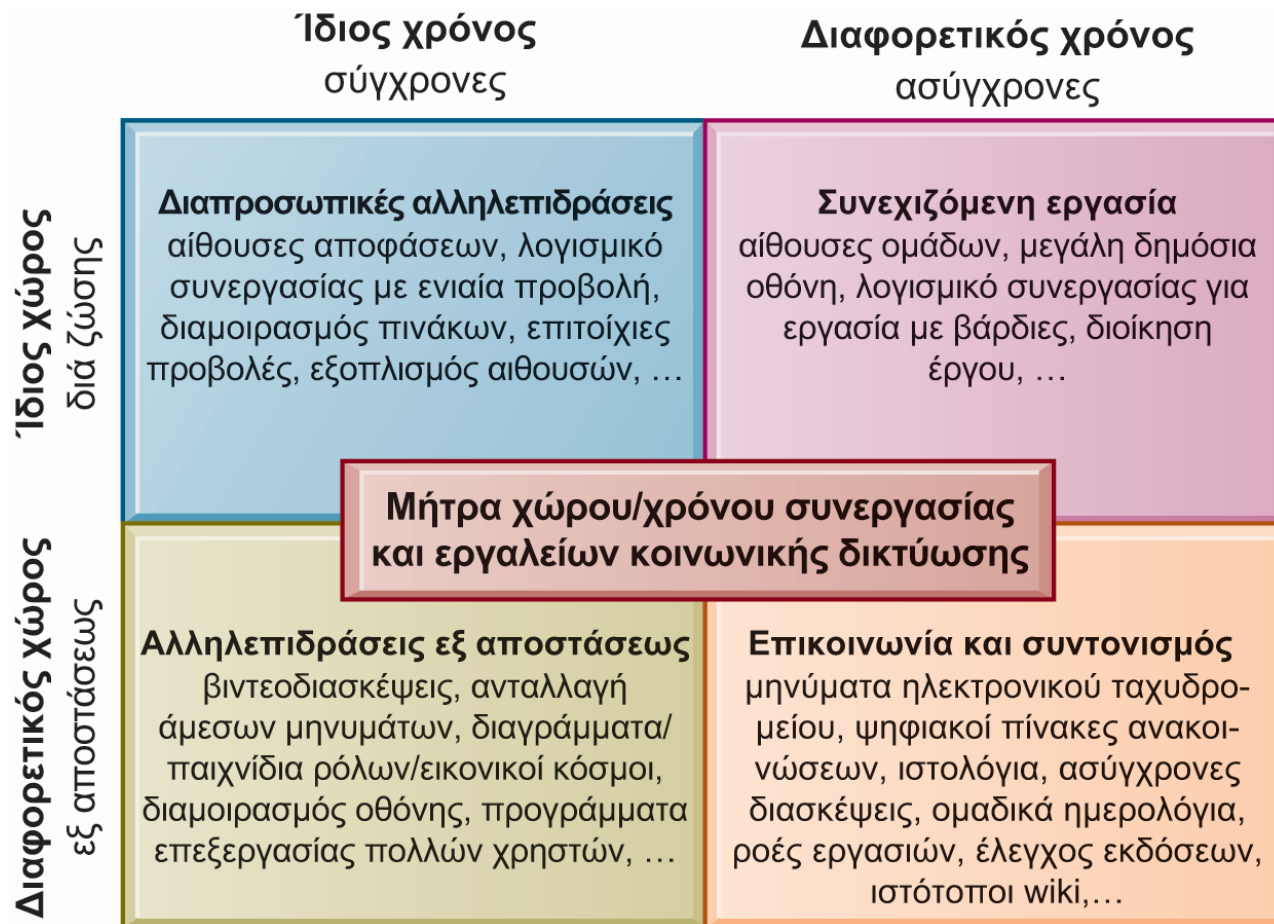 Ίδιος χρόνος
σύγχρονες
Διαφορετικός χρόνος
ασύγχρονες
Ίδιος χώρος
διά ζώσης
Διαπροσωπικές αλληλεπιδράσεις
αίθουσες αποφάσεων, λογισμικό
συνεργασίας με ενιαία προβολή,
διαμοιρασμός πινάκων, επιτοίχιες
προβολές, εξοπλισμός αιθουσών, …
Συνεχιζόμενη εργασία
αίθουσες ομάδων, μεγάλη δημόσια
οθόνη, λογισμικό συνεργασίας για
εργασία με βάρδιες, διοίκηση
έργου, …
Μήτρα χώρου/χρόνου συνεργασίας
και εργαλείων κοινωνικής δικτύωσης
Διαφορετικός χώρος
εξ αποστάσεως
Αλληλεπιδράσεις εξ αποστάσεως
βιντεοδιασκέψεις, ανταλλαγή
άμεσων μηνυμάτων, διαγράμματα/
παιχνίδια ρόλων/εικονικοί κόσμοι,
διαμοιρασμός οθόνης, προγράμματα
επεξεργασίας πολλών χρηστών, …
Επικοινωνία και συντονισμός
μηνύματα ηλεκτρονικού ταχυδρο-
μείου, ψηφιακοί πίνακες ανακοι-
νώσεων, ιστολόγια, ασύγχρονες
διασκέψεις, ομαδικά ημερολόγια,
ροές εργασιών, έλεγχος εκδόσεων,
ιστότοποι wiki,…